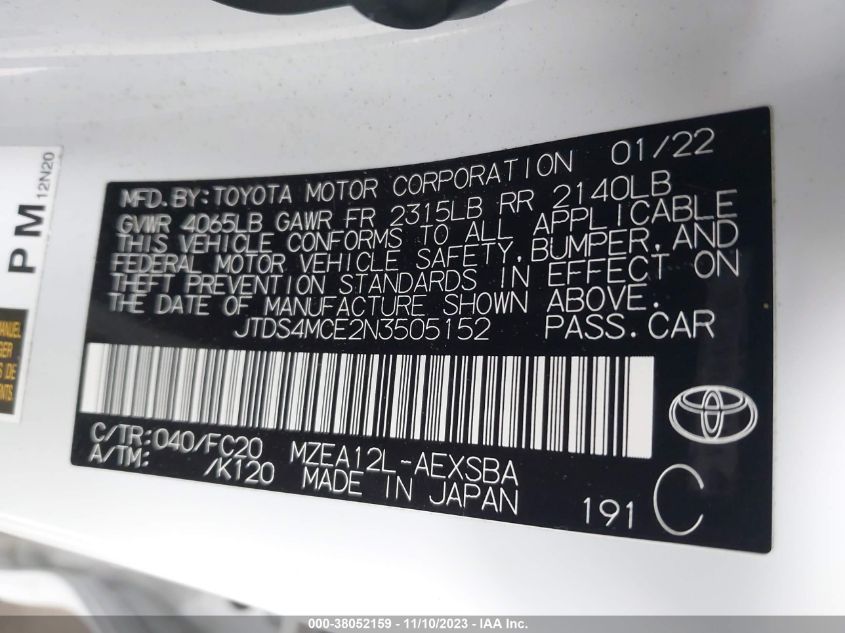 PM
12N20
MFD.BY:TOYOTA MOTOR CORPORATION 01/22
GVWR 4065LB GAWR FR 2315LB RR 2140LB
THIS VEHICLE CONFORMS TO ALL APPLICABLE
FEDERAL MOTOR VEHICLE SAFETY,BUMPER,AND
THEFT PREVENTION STANDARDS IN EFFECT ON
THE DATE OF MANUFACTURE SHOWN ABOVE.
JTDS4MCE2N3505152 PASS.CAR
C/TR:040/FC20 MZEA12L-AEXSBA
A/TM: /K120 MADE IN JAPAN
191 C
000-38052159 - 11/10/2023 - IAA Inc.